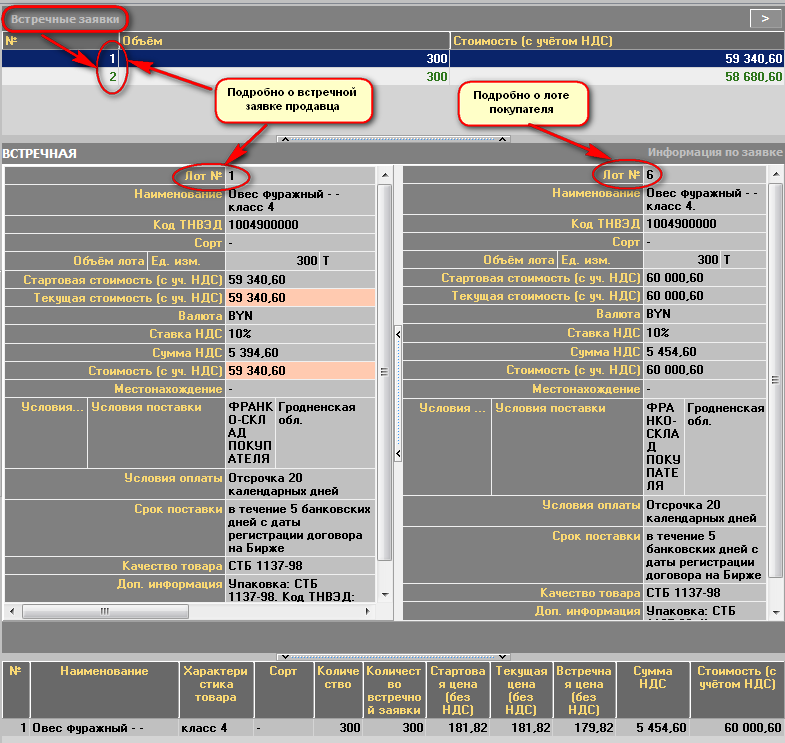 Встречные заявки
>
№ Объём Стоимость (с учётом НДС)
1 300 59 340,60
2 300 58 680,60
Подробно о встречной
заявке продавца
Подробно о лоте
покупателя
ВСТРЕЧНАЯ
Лот № 1
Наименование Овес фуражный - -
класс 4
Код ТНВЭД 1004900000
Сорт -
Объём лота Ед. изм. 300 Т
Стартовая стоимость (с уч. НДС) 59 340,60
Текущая стоимость (с уч. НДС) 59 340,60
Валюта BYN
Ставка НДС 10%
Сумма НДС 5 394,60
Стоимость (с уч. НДС) 59 340,60
Местонахождение -
Условия... Условия поставки ФРАНК Гродненская
О-СКЛ обл.
АД
ПОКУП
АТЕЛЯ
Условия оплаты Отсрочка 20
календарных дней
Срок поставки в течение 5 банковских
дней с даты
регистрации договора
на Бирже
Качество товара СТБ 1137-98
Доп. информация Упаковка: СТБ
1137-98. Код ТНВЭД:
Информация по заявке
Лот № 6
Наименование Овес фуражный - -
класс 4.
Код ТНВЭД 1004900000
Сорт -
Объём лота Ед. изм. 300 Т
Стартовая стоимость (с уч. НДС) 60 000,60
Текущая стоимость (с уч. НДС) 60 000,60
Валюта BYN
Ставка НДС 10%
Сумма НДС 5 454,60
Стоимость (с уч. НДС) 60 000,60
Местонахождение -
Условия ... Условия поставки ФРА Гродненская
НКО- обл.
СКЛА
Д
ПОКУ
ПАТЕ
ЛЯ
Условия оплаты Отсрочка 20
календарных дней
Срок поставки в течение 5
банковских дней с
даты регистрации
договора на Бирже
Качество товара СТБ 1137-98
Доп. информация Упаковка: СТБ
№ Наименование Характери Сорт Количе Количест Стартова Текущая Встречна Сумма Стоимость (с
стика ство во я цена цена я цена НДС учётом НДС)
товара встречно (без (без (без
й заявки НДС) НДС) НДС)
1 Овес фуражный - - класс 4 - 300 300 181,82 181,82 179,82 5 454,60 60 000,60